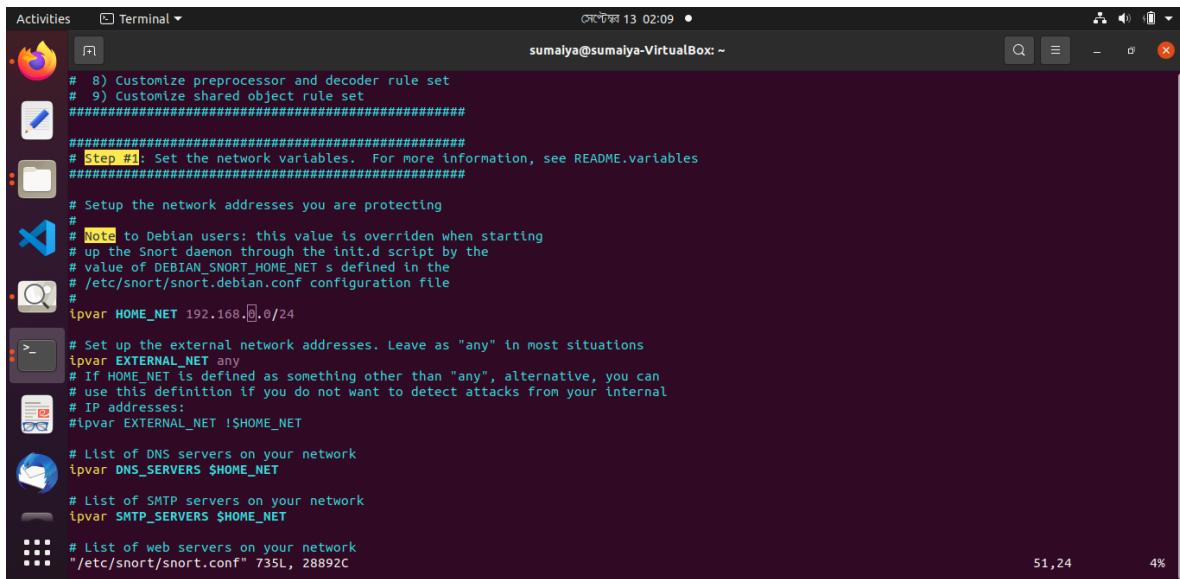 Activities
Terminal
সেপ্টেম্বর 13 02:09
sumaiya@sumaiya-VirtualBox: ~
#  8) Customize preprocessor and decoder rule set
#  9) Customize shared object rule set
###################################################
###################################################
# Step #1: Set the network variables.  For more information, see README.variables
###################################################
# Setup the network addresses you are protecting
#
# Note to Debian users: this value is overriden when starting
# up the Snort daemon through the init.d script by the
# value of DEBIAN_SNORT_HOME_NET s defined in the
# /etc/snort/snort.debian.conf configuration file
#
ipvar HOME_NET 192.168.0.0/24
# Set up the external network addresses. Leave as "any" in most situations
ipvar EXTERNAL_NET any
# If HOME_NET is defined as something other than "any", alternative, you can
# use this definition if you do not want to detect attacks from your internal
# IP addresses:
#ipvar EXTERNAL_NET !$HOME_NET
# List of DNS servers on your network
ipvar DNS_SERVERS $HOME_NET
# List of SMTP servers on your network
ipvar SMTP_SERVERS $HOME_NET
# List of web servers on your network
"/etc/snort/snort.conf" 735L, 28892C 51,24 4%